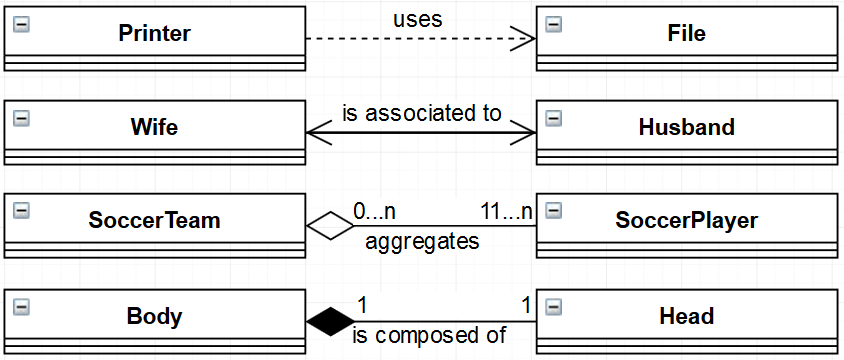 Printer
uses
File
Wife
is associated to
Husband
SoccerTeam
0...n
11...n
aggregates
SoccerPlayer
Body
1
1
is composed of
Head